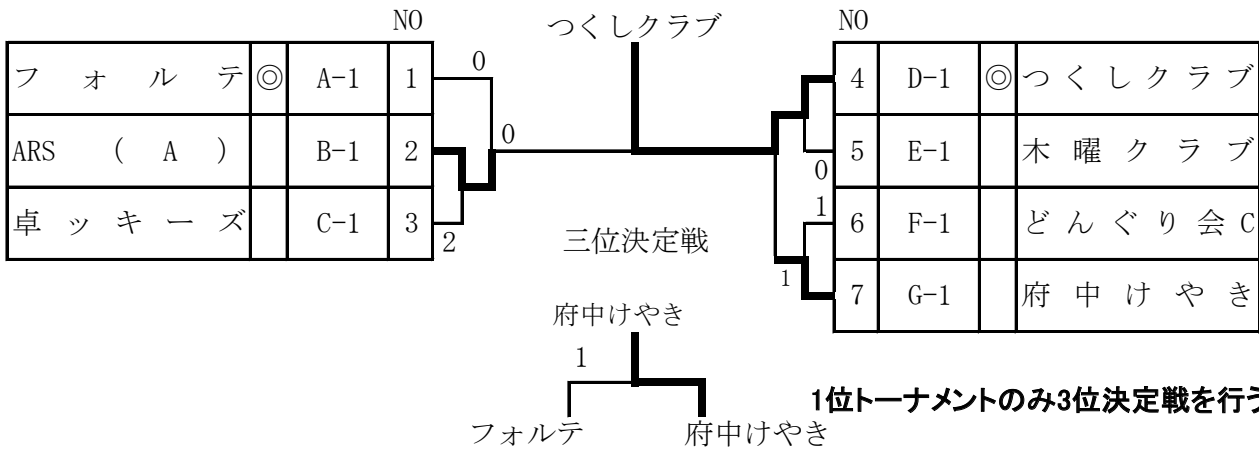 つくしクラブ
NO
NO
フォルテ ◎ A-1 1
0
4 D-1 ◎ つくしクラブ
ARS (A) B-1 2
0
5 E-1 木曜クラブ
0
卓ッキーズ C-1 3
2
1
6 F-1 どんぐり会C
三位決定戦
1
7 G-1 府中けやき
府中けやき
1
1位トーナメントのみ3位決定戦を行う
フォルテ 府中けやき